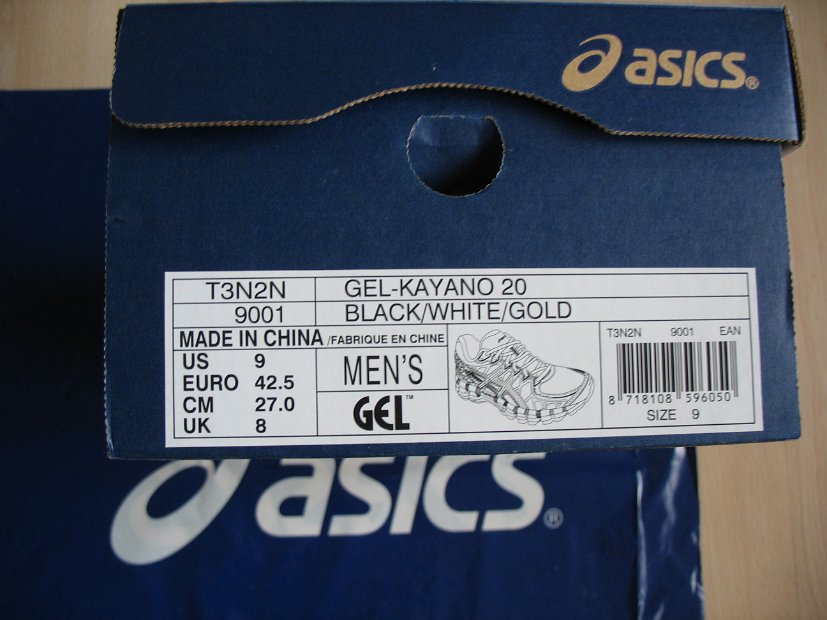 asics®
T3N2N GEL-KAYANO 20
9001 BLACK/WHITE/GOLD
MADE IN CHINA /FABRIQUE EN CHINE
US 9
EURO 42.5
CM 27.0
UK 8
MEN'S
GEL™
T3N2N 9001 EAN
8 718108 596050
SIZE 9
asics®